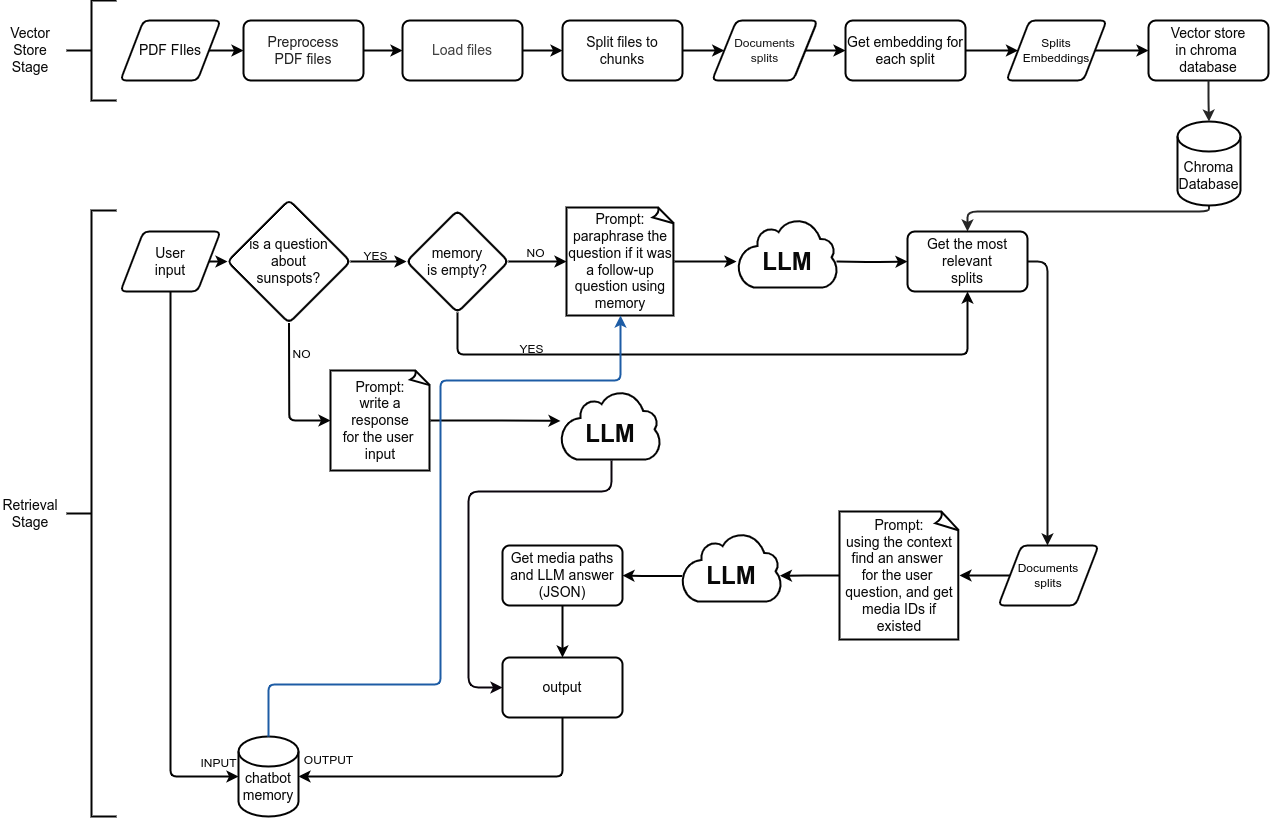 Vector
Store
Stage
PDF FIles
Preprocess
PDF files
Load files
Split files to
chunks
Documents
splits
Get embedding for
each split
Splits
Embeddings
Vector store
in chroma
database
Chroma
Database
User
input
is a question
about
sunspots?
YES
memory
is empty?
NO
Prompt:
paraphrase the
question if it was
a follow-up
question using
memory
LLM
Get the most
relevant
splits
YES
NO
Prompt:
write a
response
for the user
input
LLM
Retrieval
Stage
Get media paths
and LLM answer
(JSON)
LLM
Prompt:
using the context
find an answer
for the user
question, and get
media IDs if
existed
Documents
splits
output
INPUT
OUTPUT
chatbot
memory